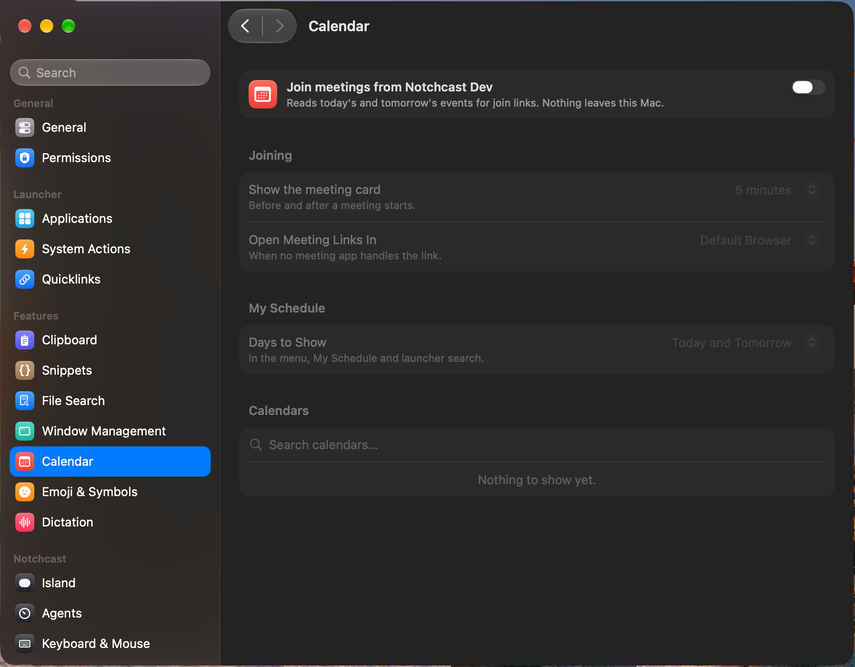 Calendar
Search
General
General
Permissions
Launcher
Applications
System Actions
Quicklinks
Features
Clipboard
Snippets
File Search
Window Management
Calendar
Emoji & Symbols
Dictation
Notchcast
Island
Agents
Keyboard & Mouse
Join meetings from Notchcast Dev
Reads today's and tomorrow's events for join links. Nothing leaves this Mac.
Joining
Show the meeting card
5 minutes
Before and after a meeting starts.
Open Meeting Links In
Default Browser
When no meeting app handles the link.
My Schedule
Days to Show
Today and Tomorrow
In the menu, My Schedule and launcher search.
Calendars
Search calendars...
Nothing to show yet.